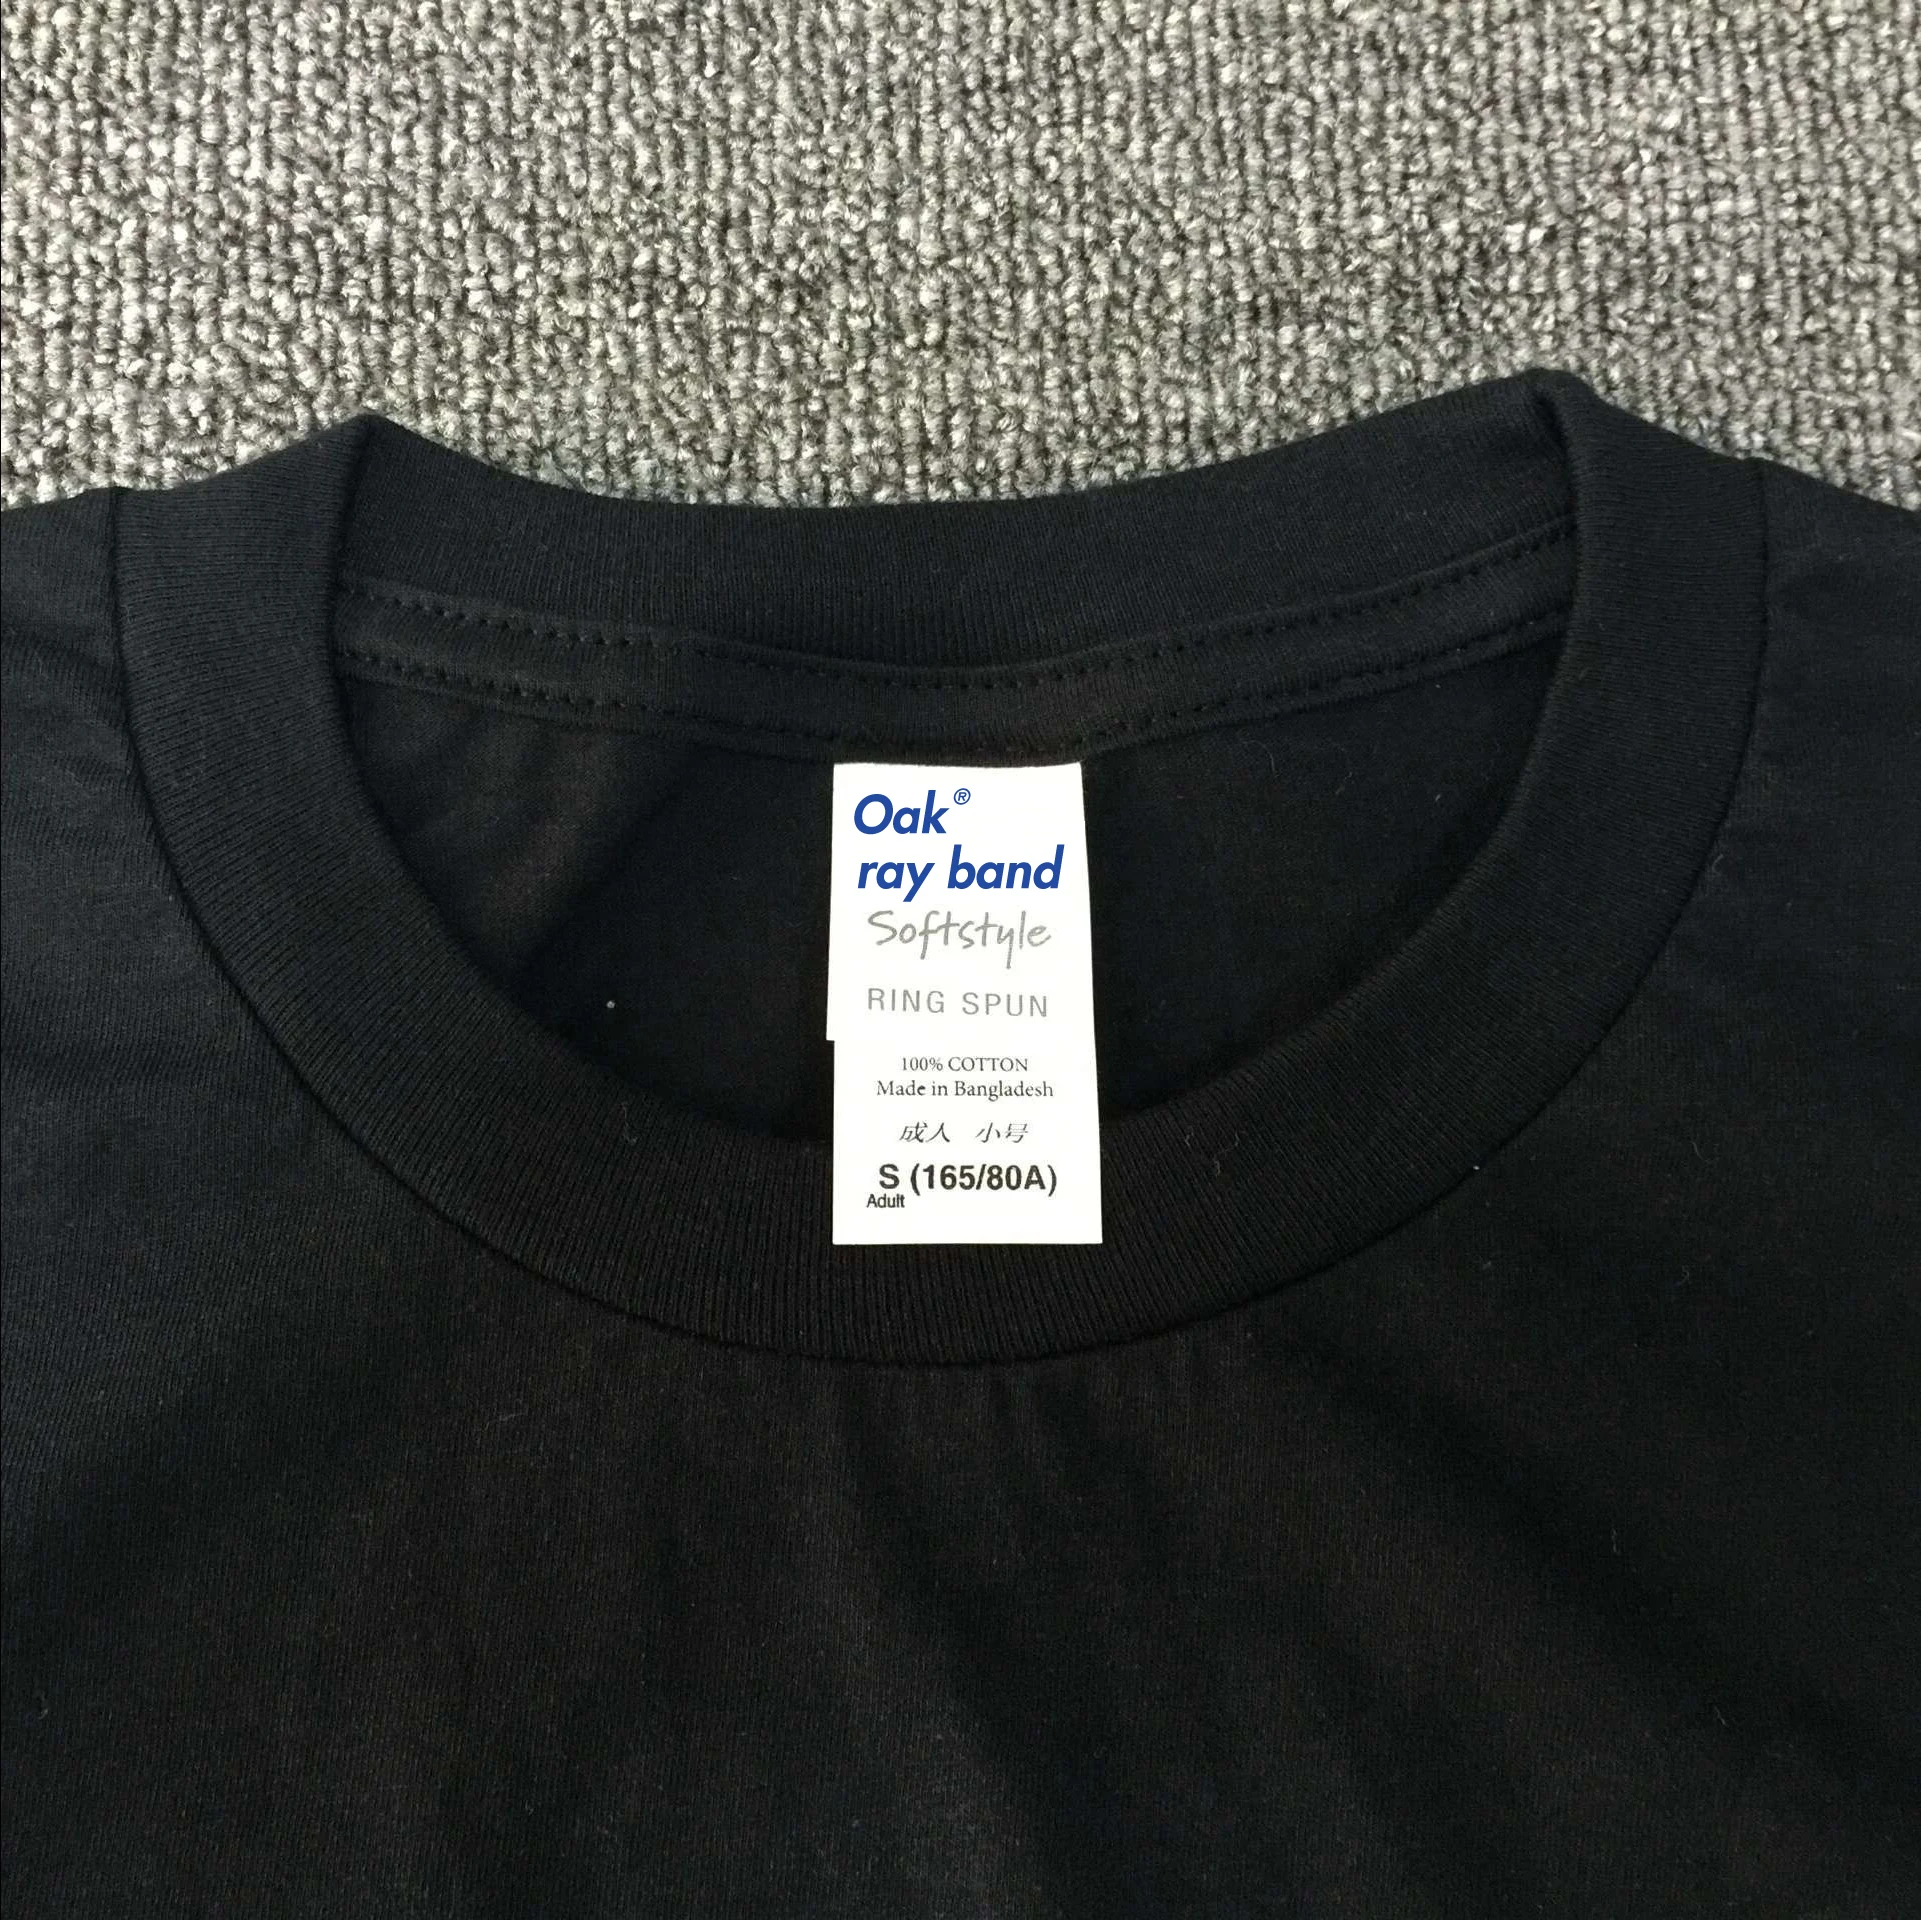 Oak®
ray band
Softstyle
RING SPUN
100% COTTON
Made in Bangladesh
成人 小号
S (165/80A)
Adult